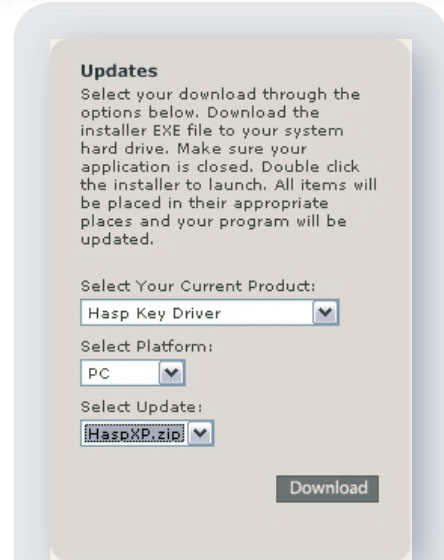 Updates
Select your download through the
options below. Download the
installer EXE file to your system
hard drive. Make sure your
application is closed. Double click
the installer to launch. All items will
be placed in their appropriate
places and your program will be
updated.
Select Your Current Product:
Hasp Key Driver
Select Platform:
PC
Select Update:
HaspXP.zip
Download